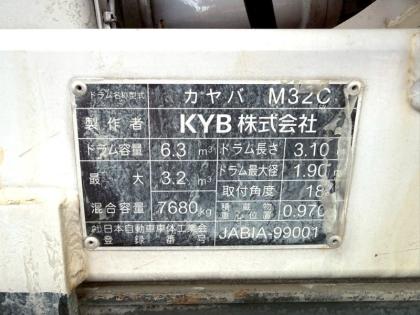 ドラム名称型式 カヤバ M32C
製作者 KYB株式会社
ドラム容量 6.3 m³ ドラム長さ 3.10 m
最大 3.2 m³ ドラム最大径 1.90 m
混合容量 7680 kg 取付角度 18
積載物重心位置 0.970
㈳日本自動車車体工業会
登録番号 JABIA-99001